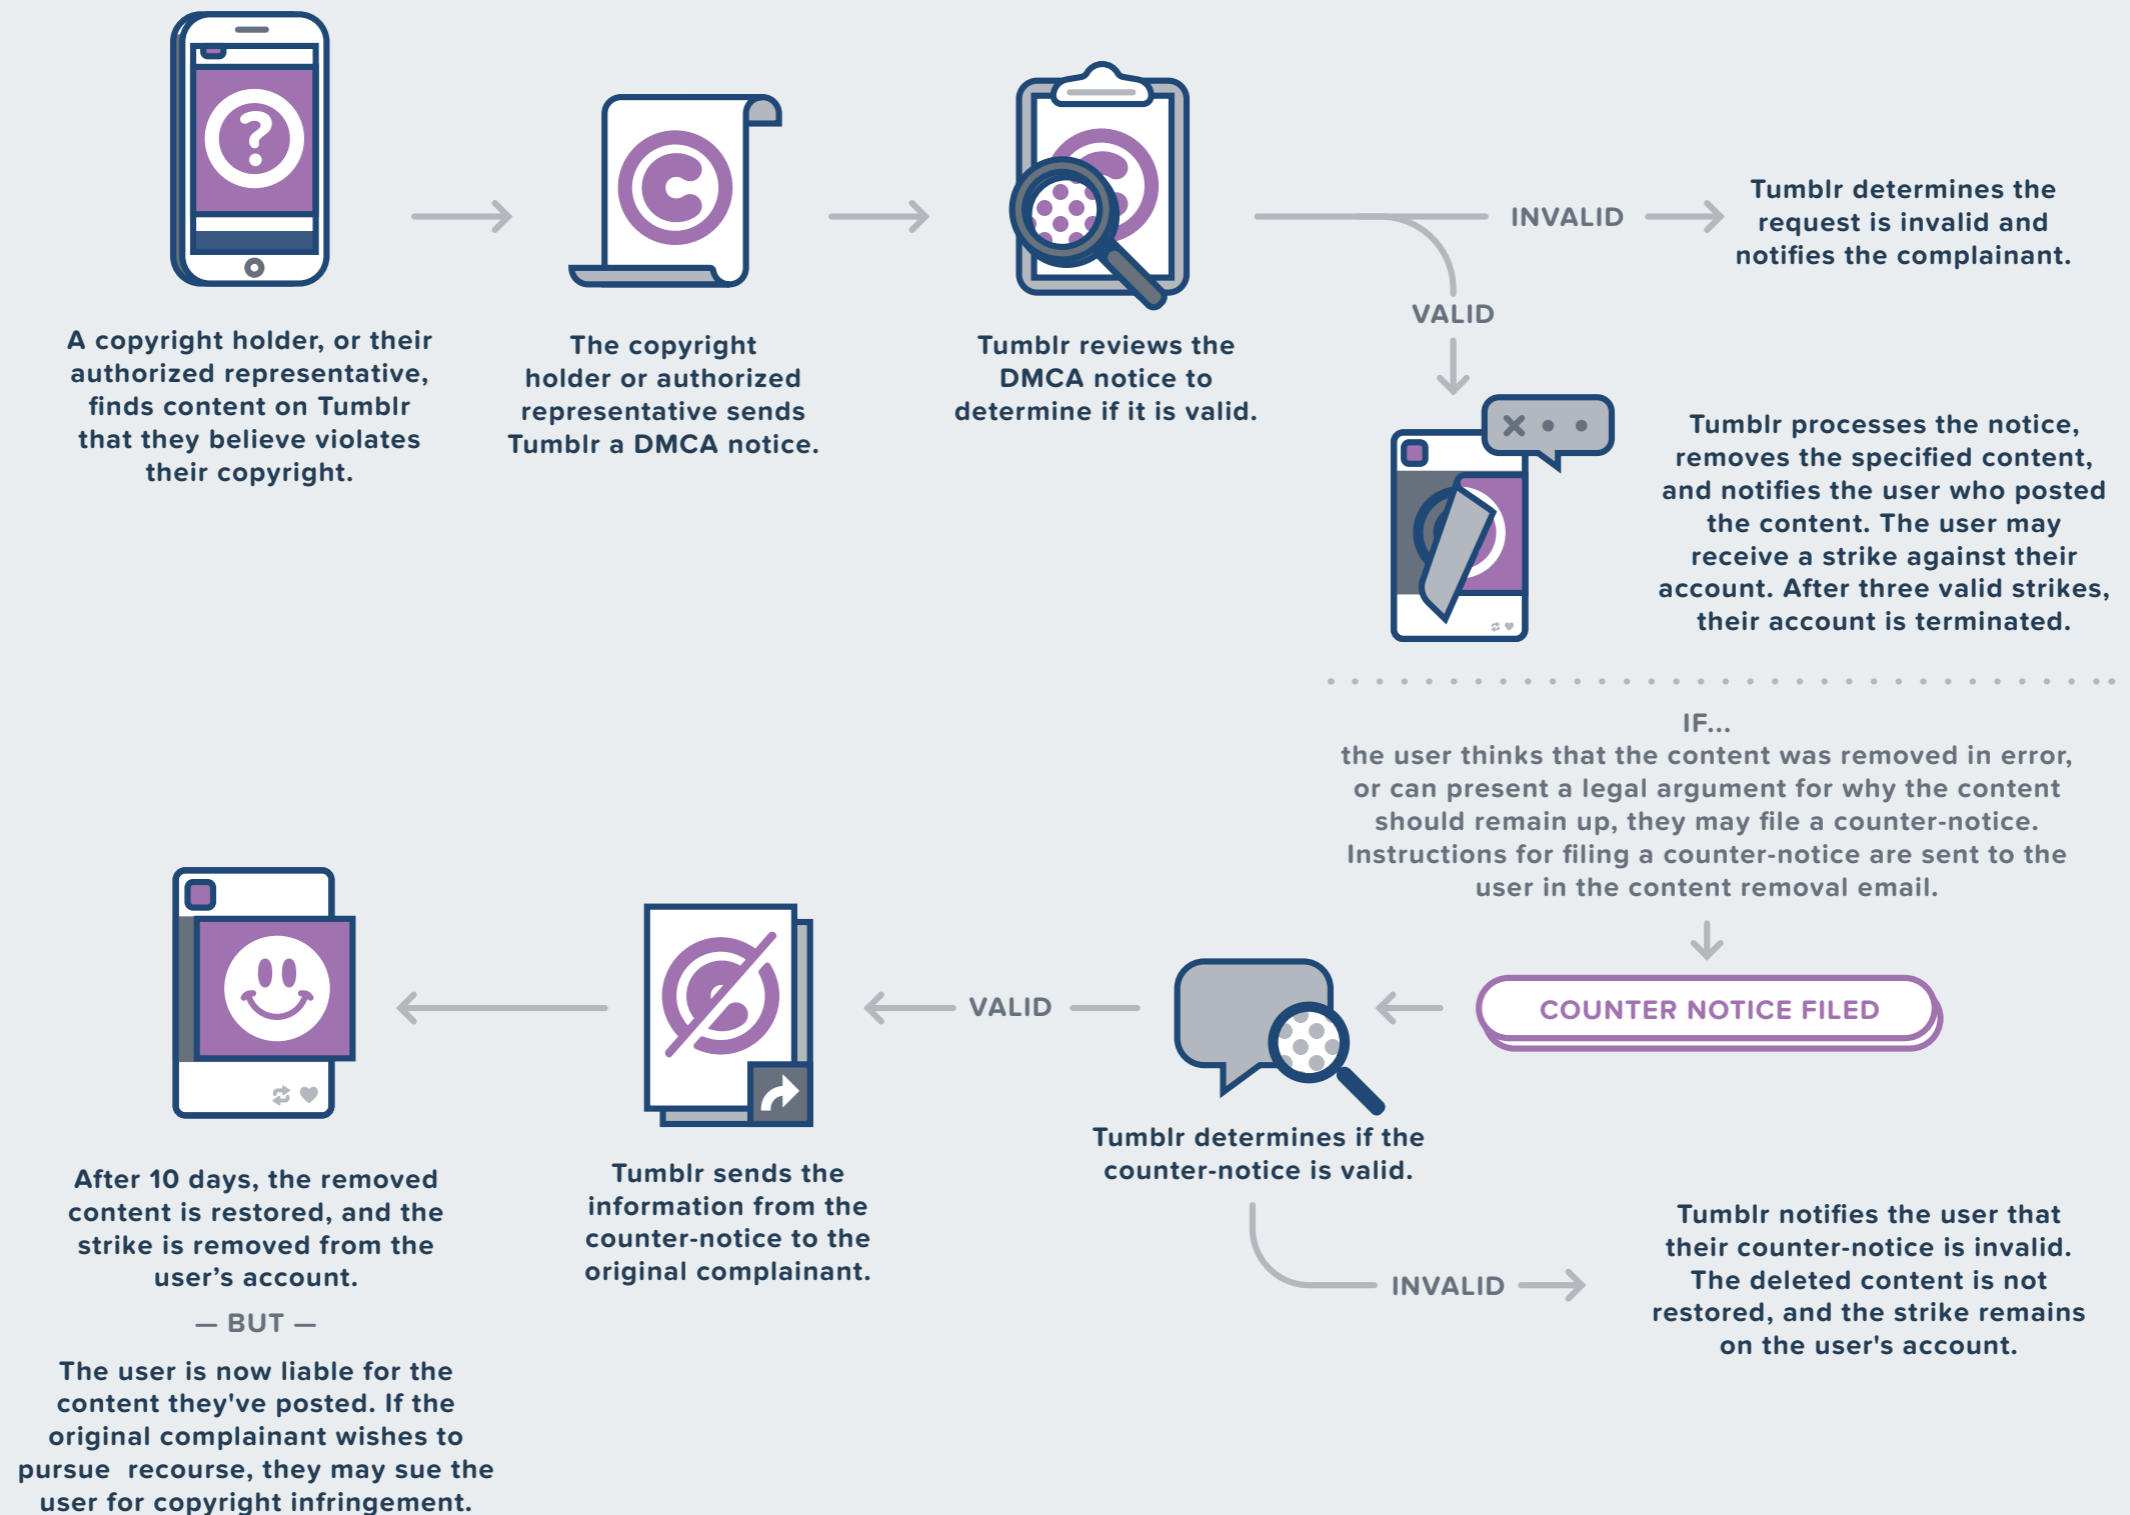 A copyright holder, or their
authorized representative,
finds content on Tumblr
that they believe violates
their copyright.
The copyright
holder or authorized
representative sends
Tumblr a DMCA notice.
Tumblr reviews the
DMCA notice to
determine if it is valid.
INVALID
Tumblr determines the
request is invalid and
notifies the complainant.
VALID
Tumblr processes the notice,
removes the specified content,
and notifies the user who posted
the content. The user may
receive a strike against their
account. After three valid strikes,
their account is terminated.
IF...
the user thinks that the content was removed in error,
or can present a legal argument for why the content
should remain up, they may file a counter-notice.
Instructions for filing a counter-notice are sent to the
user in the content removal email.
COUNTER NOTICE FILED
Tumblr determines if the
counter-notice is valid.
INVALID
Tumblr notifies the user that
their counter-notice is invalid.
The deleted content is not
restored, and the strike remains
on the user's account.
VALID
Tumblr sends the
information from the
counter-notice to the
original complainant.
After 10 days, the removed
content is restored, and the
strike is removed from the
user’s account.
— BUT —
The user is now liable for the
content they've posted. If the
original complainant wishes to
pursue  recourse, they may sue the
user for copyright infringement.